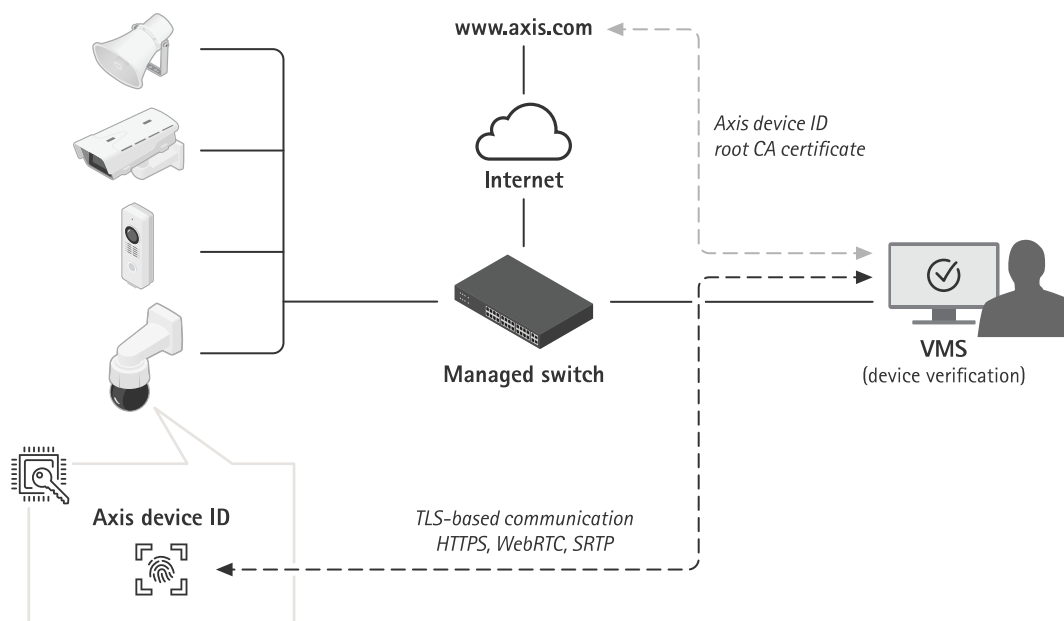 www.axis.com
Axis device ID
root CA certificate
Internet
Managed switch
VMS
(device verification)
Axis device ID
TLS-based communication
HTTPS, WebRTC, SRTP